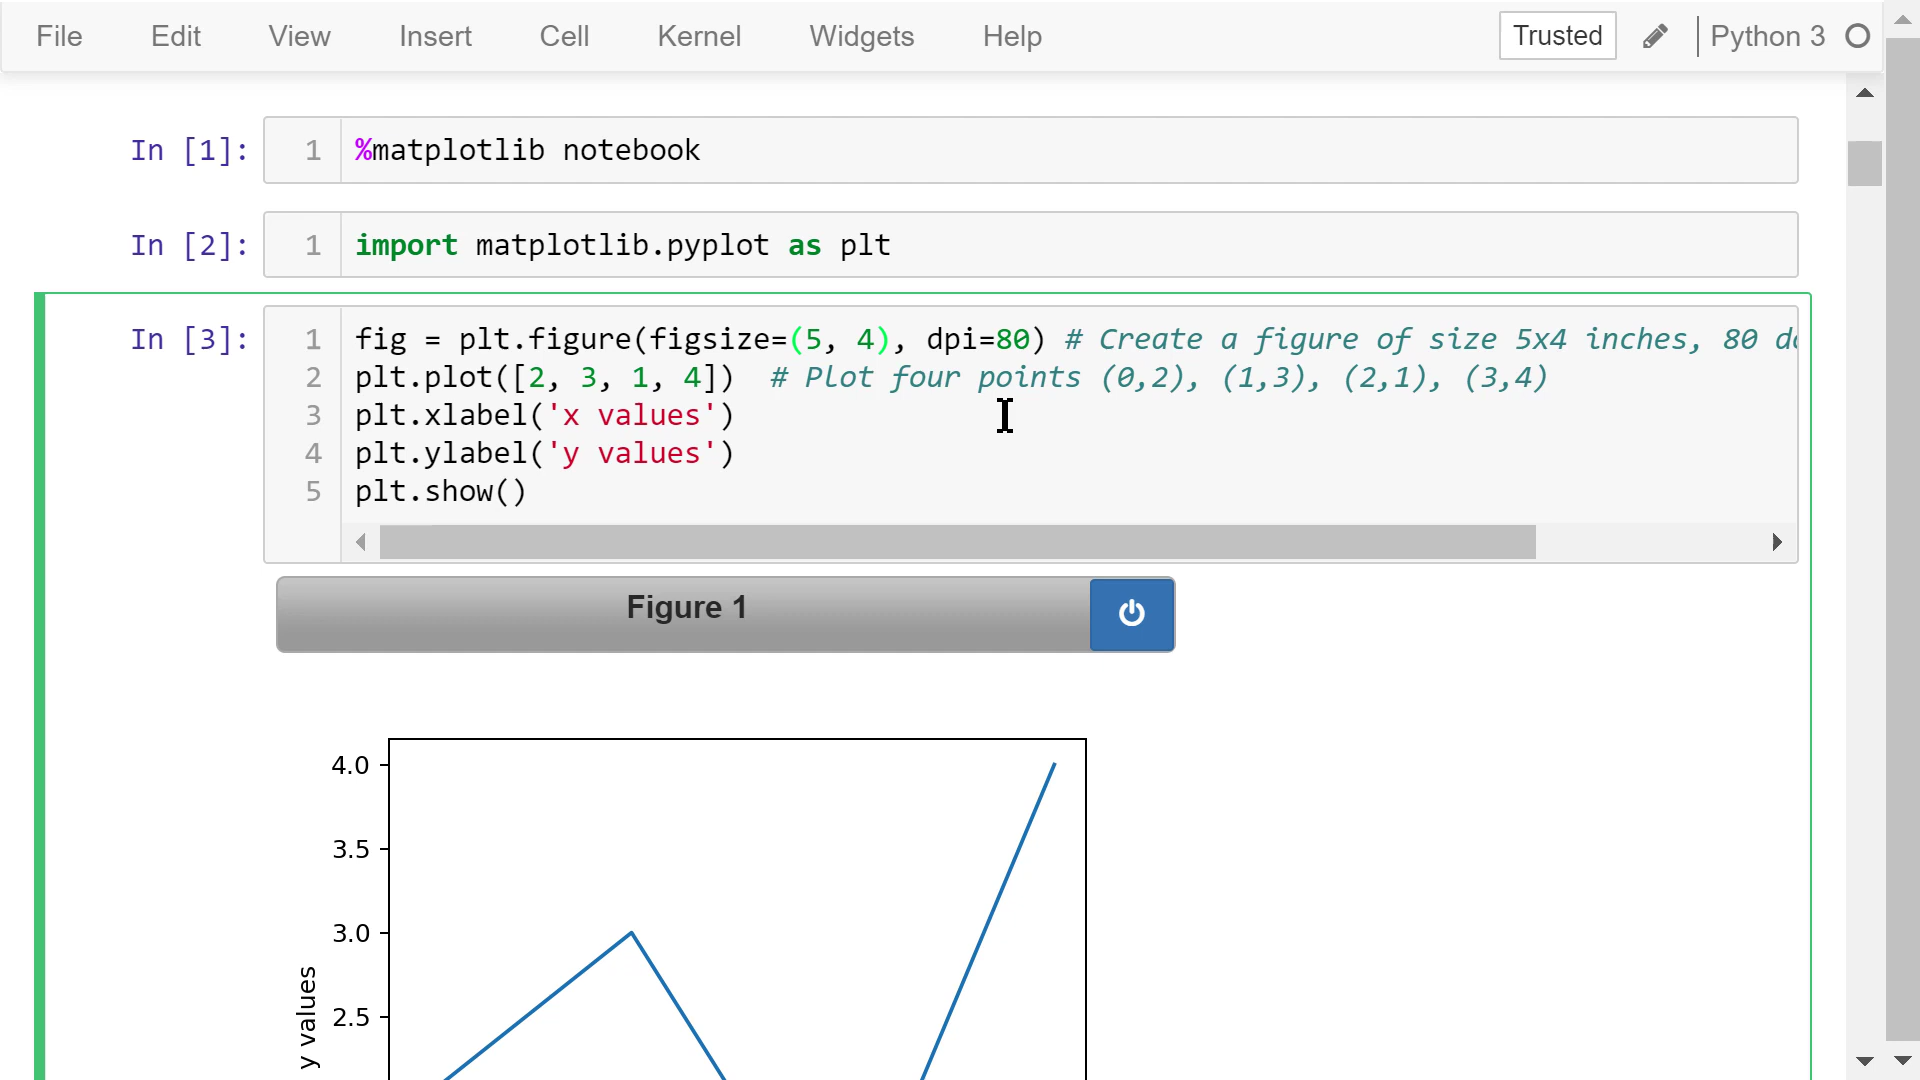 File Edit View Insert Cell Kernel Widgets Help Trusted Python 3
In [1]: 1 %matplotlib notebook
In [2]: 1 import matplotlib.pyplot as plt
In [3]: 1 fig = plt.figure(figsize=(5, 4), dpi=80) # Create a figure of size 5x4 inches, 80
2 plt.plot([2, 3, 1, 4])  # Plot four points (0,2), (1,3), (2,1), (3,4)
3 plt.xlabel('x values')
4 plt.ylabel('y values')
5 plt.show()
Figure 1
4.0
3.5
3.0
2.5
y values